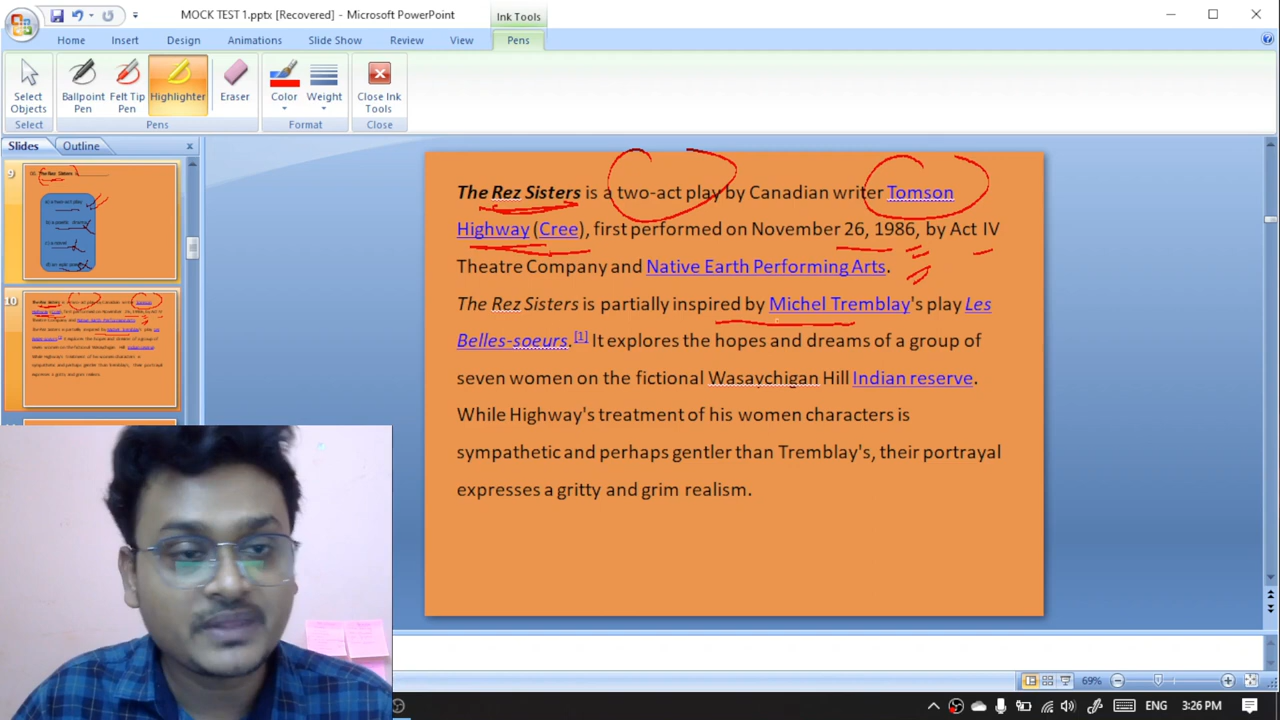 MOCK TEST 1.pptx [Recovered] - Microsoft PowerPoint
Ink Tools
Home Insert Design Animations Slide Show Review View Pens
Select Objects
Ballpoint Pen
Felt Tip Pen
Highlighter
Eraser
Color
Weight
Close Ink Tools
Select Pens Format Close
Slides Outline
9
10
The Rez Sisters is a two-act play by Canadian writer Tomson
Highway (Cree), first performed on November 26, 1986, by Act IV
Theatre Company and Native Earth Performing Arts.
The Rez Sisters is partially inspired by Michel Tremblay's play Les
Belles-soeurs.[1] It explores the hopes and dreams of a group of
seven women on the fictional Wasaychigan Hill Indian reserve.
While Highway's treatment of his women characters is
sympathetic and perhaps gentler than Tremblay's, their portrayal
expresses a gritty and grim realism.
69%
ENG 3:26 PM